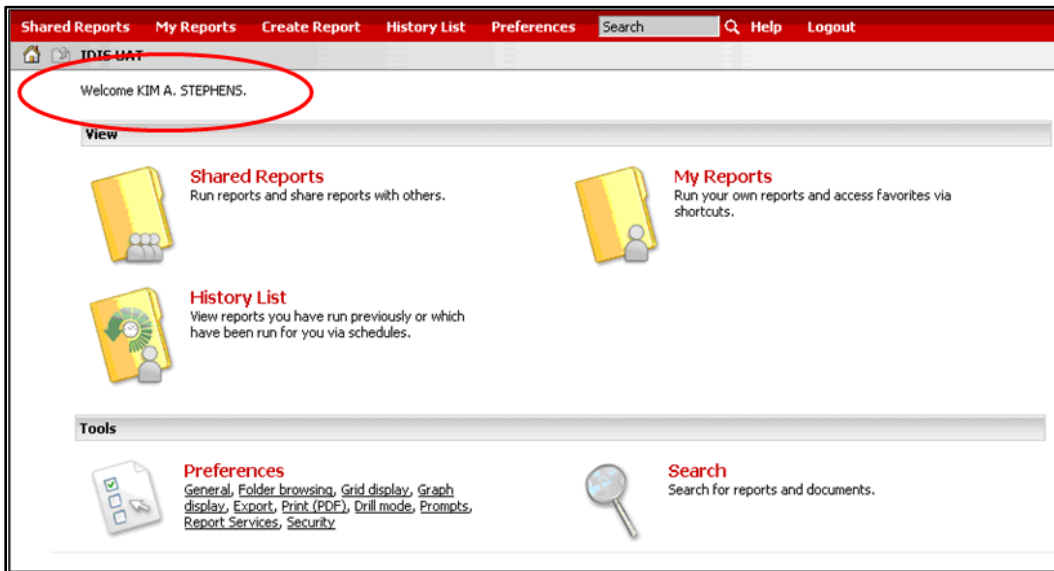 Shared Reports My Reports Create Report History List Preferences Search Help Logout
IDIS UAT
Welcome KIM A. STEPHENS.
View
Shared Reports
Run reports and share reports with others.
My Reports
Run your own reports and access favorites via
shortcuts.
History List
View reports you have run previously or which
have been run for you via schedules.
Tools
Preferences
General, Folder browsing, Grid display, Graph
display, Export, Print (PDF), Drill mode, Prompts,
Report Services, Security
Search
Search for reports and documents.